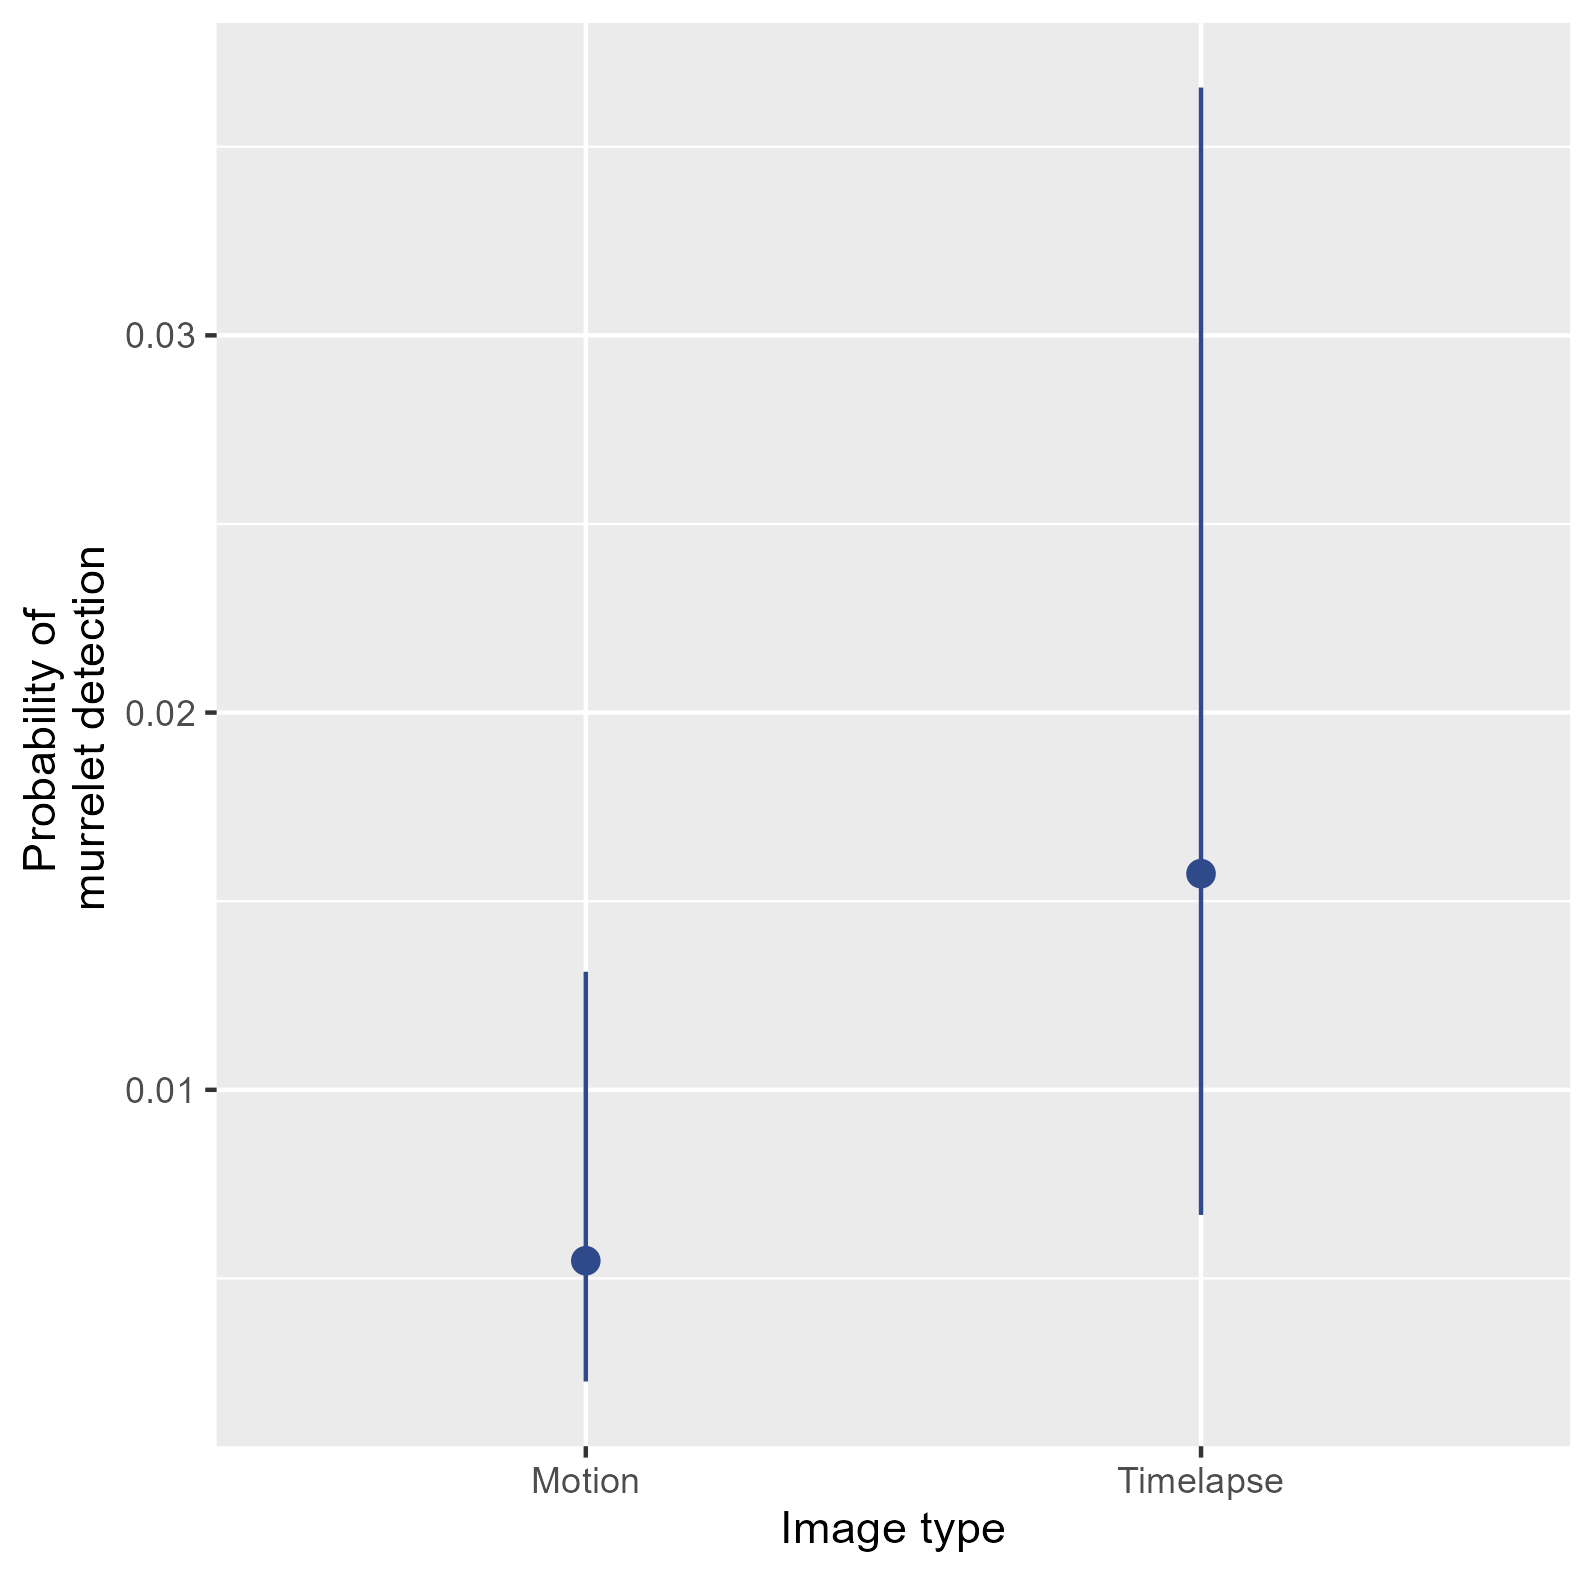 Probability of
murrelet detection
0.03
0.02
0.01
Motion
Timelapse
Image type